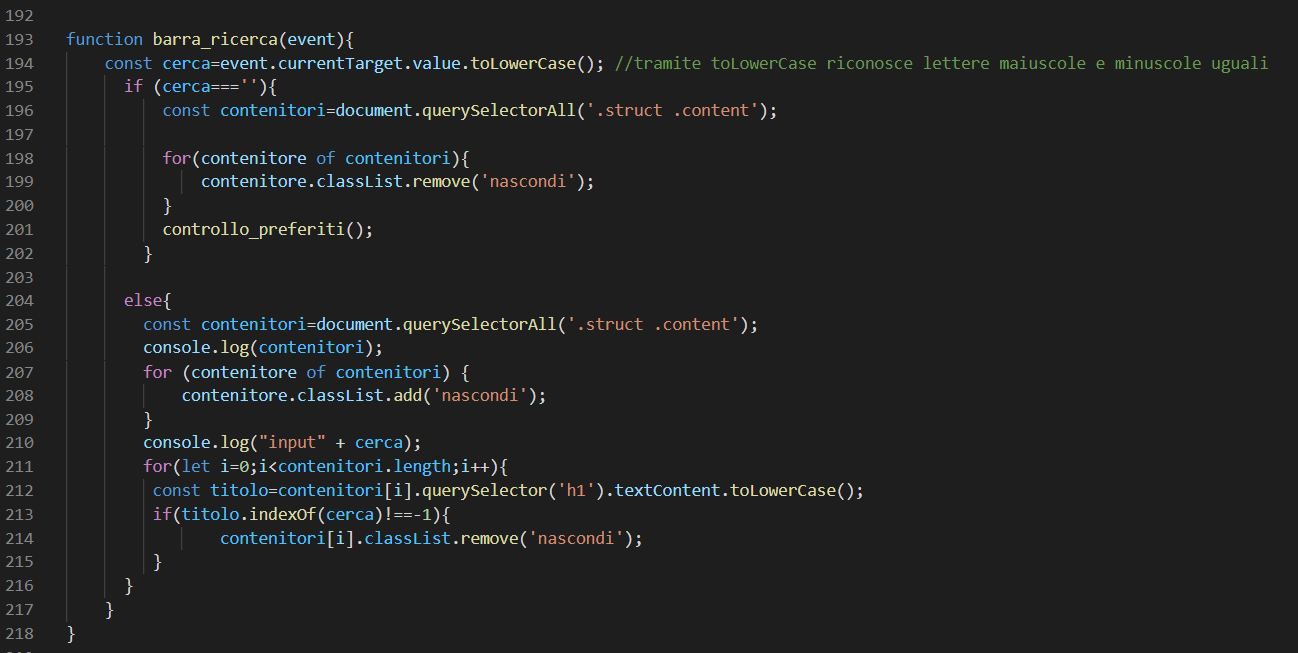 192
193 function barra_ricerca(event){
194 const cerca=event.currentTarget.value.toLowerCase(); //tramite toLowerCase riconosce lettere maiuscole e minuscole uguali
195 if (cerca===''){
196 const contenitori=document.querySelectorAll('.struct .content');
197
198 for(contenitore of contenitori){
199 contenitore.classList.remove('nascondi');
200 }
201 controllo_preferiti();
202 }
203
204 else{
205 const contenitori=document.querySelectorAll('.struct .content');
206 console.log(contenitori);
207 for (contenitore of contenitori) {
208 contenitore.classList.add('nascondi');
209 }
210 console.log("input" + cerca);
211 for(let i=0;i<contenitori.length;i++){
212 const titolo=contenitori[i].querySelector('h1').textContent.toLowerCase();
213 if(titolo.indexOf(cerca)!==-1){
214 contenitori[i].classList.remove('nascondi');
215 }
216 }
217 }
218 }